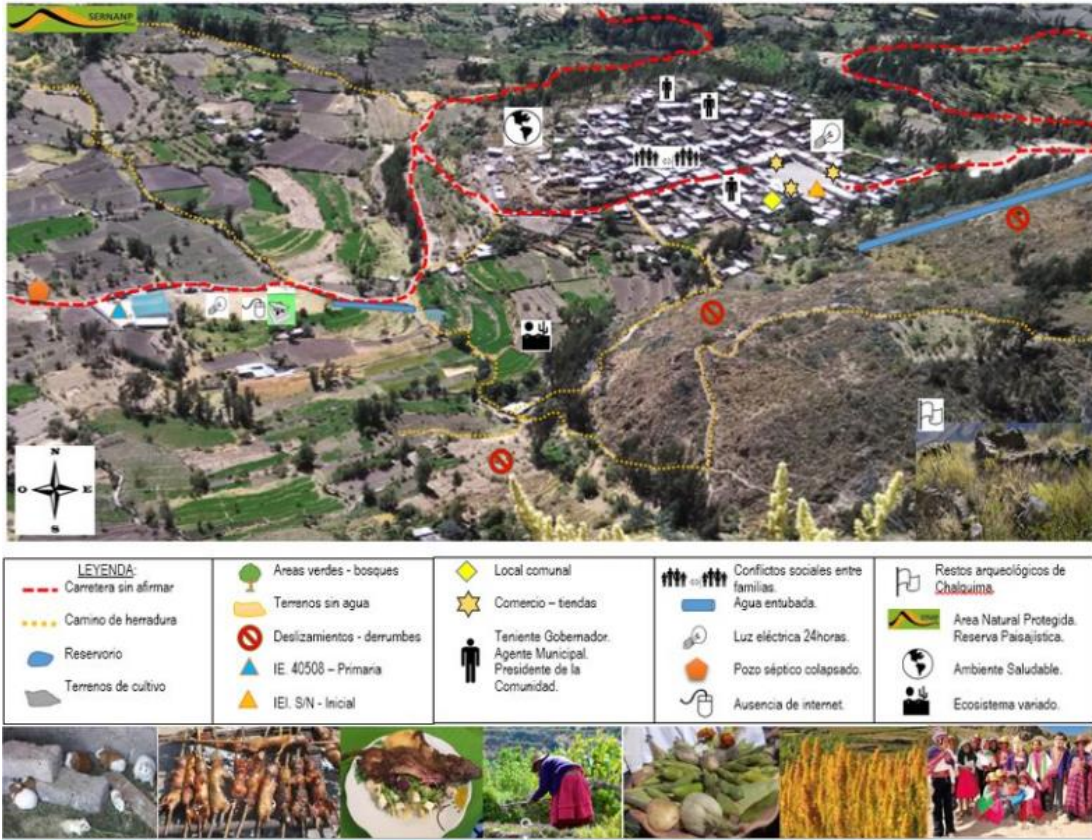 SERNANP
N
O E
S
LEYENDA:
Carretera sin afirmar
Camino de herradura
Reservorio
Terrenos de cultivo
Areas verdes - bosques
Terrenos sin agua
Deslizamientos - derrumbes
IE. 40508 – Primaria
IEI. S/N - Inicial
Local comunal
Comercio – tiendas
Teniente Gobernador.
Agente Municipal.
Presidente de la
Comunidad.
Conflictos sociales entre
familias.
Agua entubada.
Luz eléctrica 24horas.
Pozo séptico colapsado.
Ausencia de internet.
Restos arqueológicos de
Chalquima.
Area Natural Protegida.
Reserva Paisajística.
Ambiente Saludable.
Ecosistema variado.